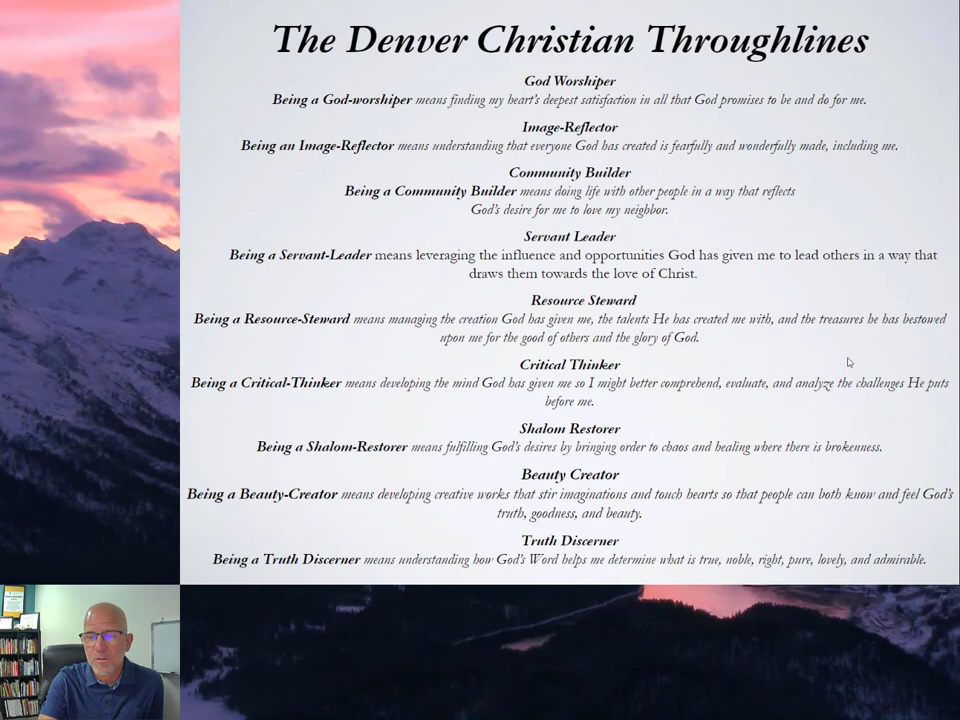 The Denver Christian Throughlines
God Worshiper
Being a God-worshiper means finding my heart's deepest satisfaction in all that God promises to be and do for me.
Image-Reflector
Being an Image-Reflector means understanding that everyone God has created is fearfully and wonderfully made, including me.
Community Builder
Being a Community Builder means doing life with other people in a way that reflects
God's desire for me to love my neighbor.
Servant Leader
Being a Servant-Leader means leveraging the influence and opportunities God has given me to lead others in a way that
draws them towards the love of Christ.
Resource Steward
Being a Resource-Steward means managing the creation God has given me, the talents He has created me with, and the treasures he has bestowed
upon me for the good of others and the glory of God.
Critical Thinker
Being a Critical-Thinker means developing the mind God has given me so I might better comprehend, evaluate, and analyze the challenges He puts
before me.
Shalom Restorer
Being a Shalom-Restorer means fulfilling God's desires by bringing order to chaos and healing where there is brokenness.
Beauty Creator
Being a Beauty-Creator means developing creative works that stir imaginations and touch hearts so that people can both know and feel God's
truth, goodness, and beauty.
Truth Discerner
Being a Truth Discerner means understanding how God's Word helps me determine what is true, noble, right, pure, lovely, and admirable.